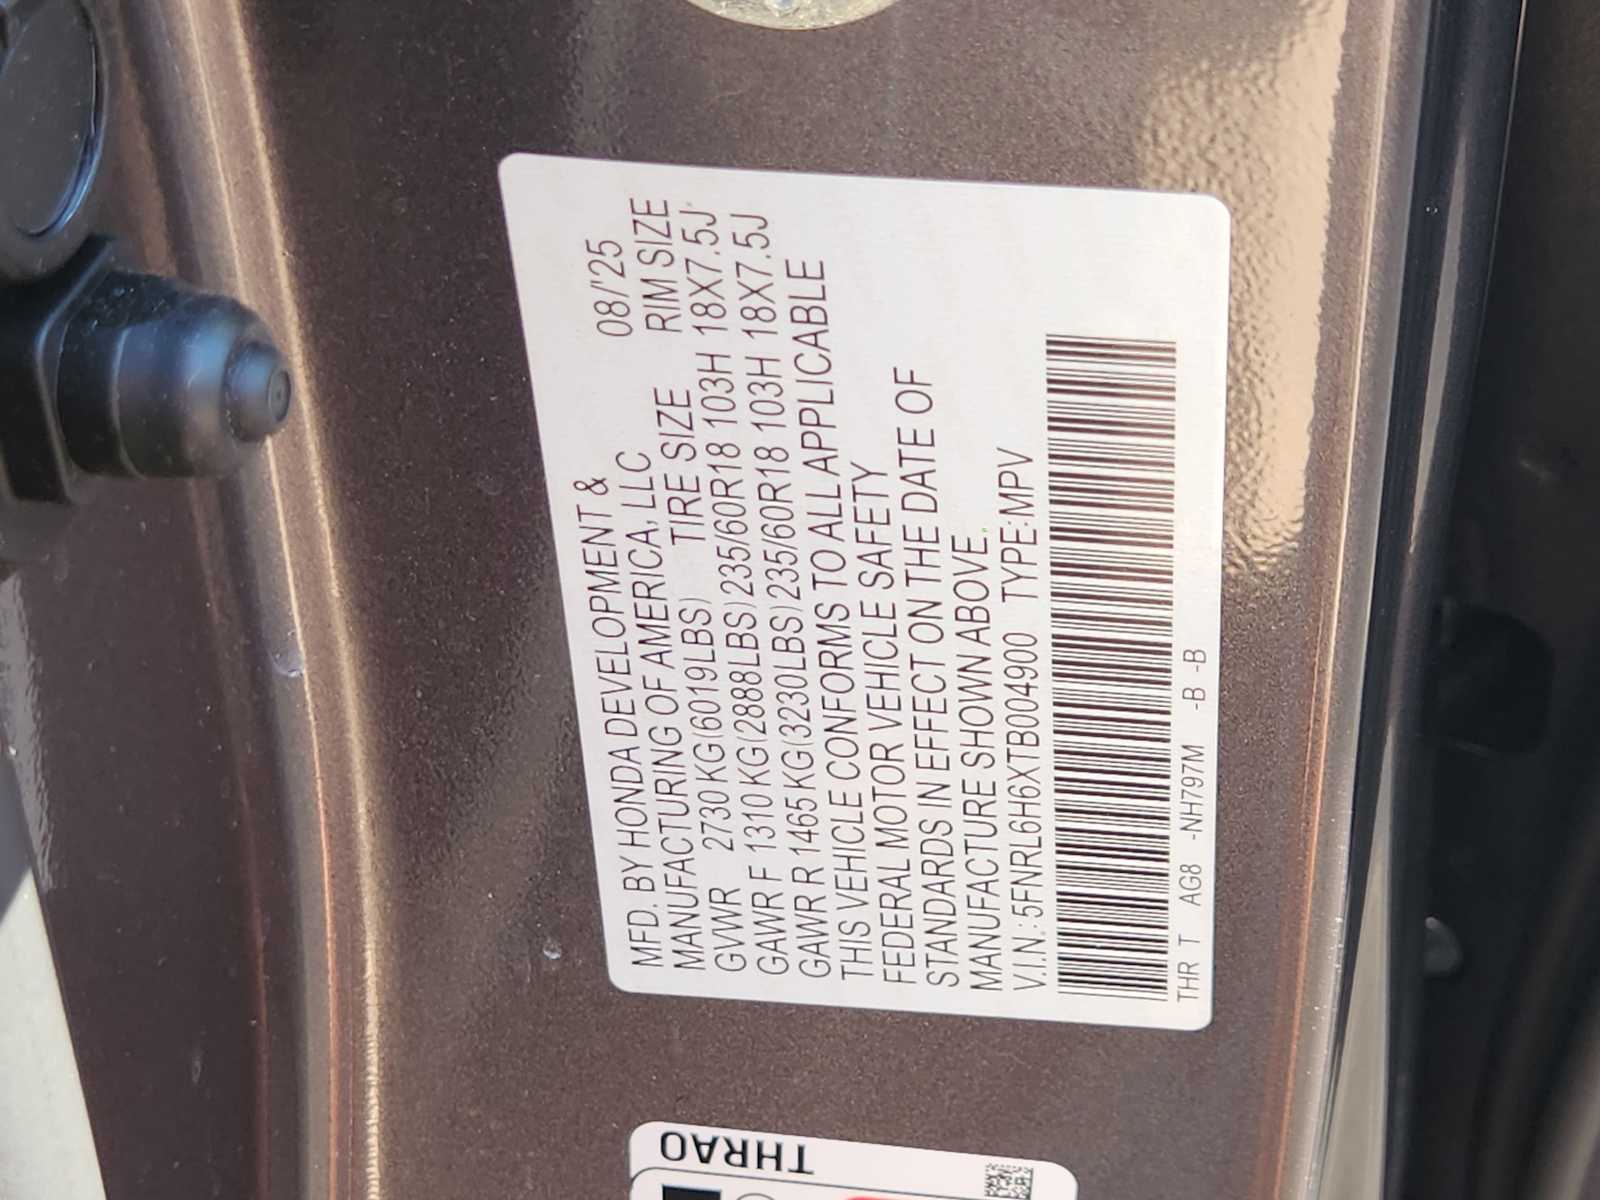 MFD. BY HONDA DEVELOPMENT &
MANUFACTURING OF AMERICA, LLC 08/'25
GVWR TIRE SIZE RIM SIZE
2730 KG (6019LBS)
GAWR F 1310 KG (2888LBS) 235/60R18 103H 18X7.5J
GAWR R 1465 KG (3230LBS) 235/60R18 103H 18X7.5J
THIS VEHICLE CONFORMS TO ALL APPLICABLE
FEDERAL MOTOR VEHICLE SAFETY
STANDARDS IN EFFECT ON THE DATE OF
MANUFACTURE SHOWN ABOVE.
V.I.N.:5FNRL6H6XTB004900 TYPE:MPV
THR T AG8 -NH797M -B -B
THRAO